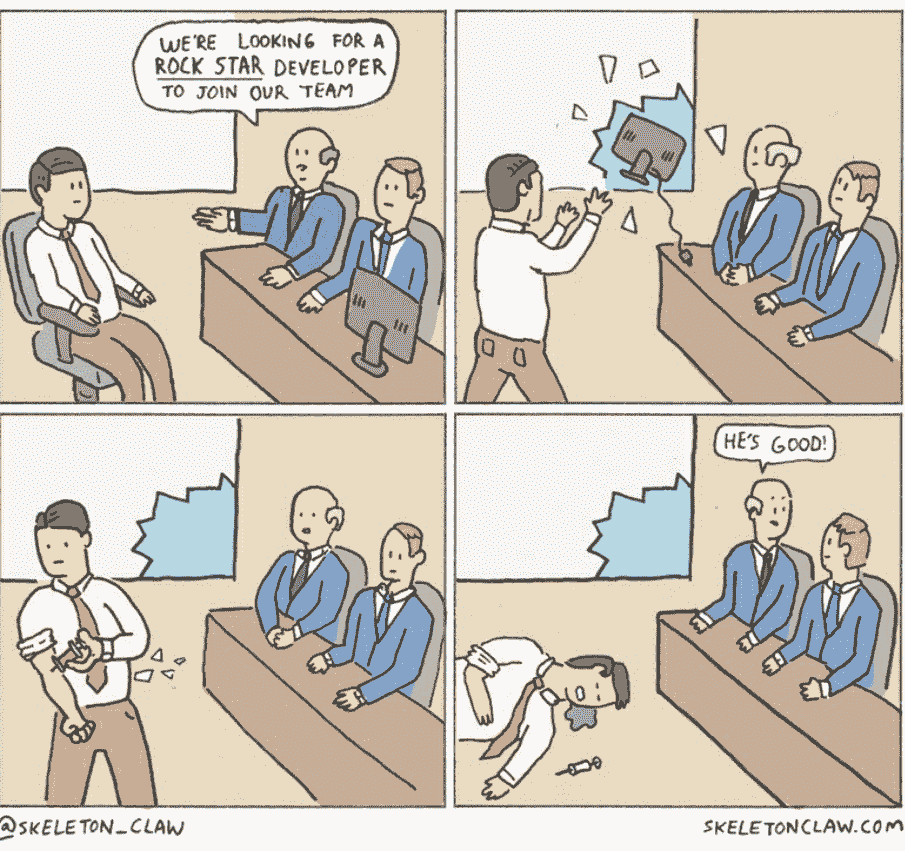 WE'RE LOOKING FOR A
ROCK STAR DEVELOPER
TO JOIN OUR TEAM
HE'S GOOD!
@SKELETON_CLAW
SKELETONCLAW.COM